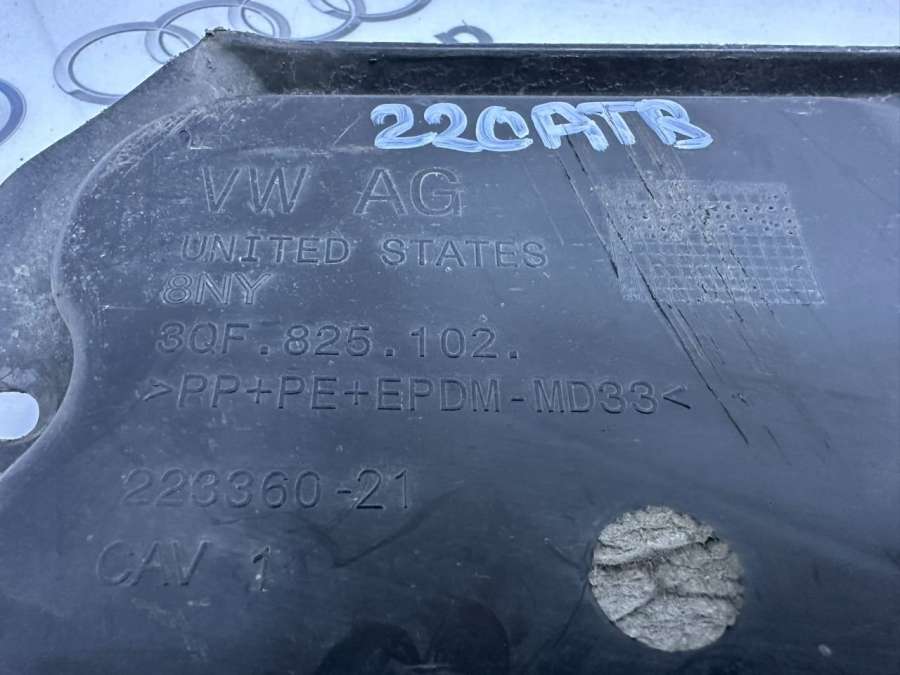 220ATB
VW AG
UNITED STATES
8NY
3QF.825.102.
>PP+PE+EPDM-MD33<
223360-21
CAV 1